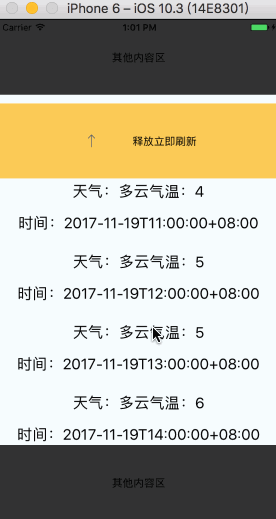 iPhone 6 – iOS 10.3 (14E8301)
Carrier 1:01 PM
其他内容区
↑ 释放立即刷新
天气：多云气温：4
时间：2017-11-19T11:00:00+08:00
天气：多云气温：5
时间：2017-11-19T12:00:00+08:00
天气：多云气温：5
时间：2017-11-19T13:00:00+08:00
天气：多云气温：6
时间：2017-11-19T14:00:00+08:00
其他内容区